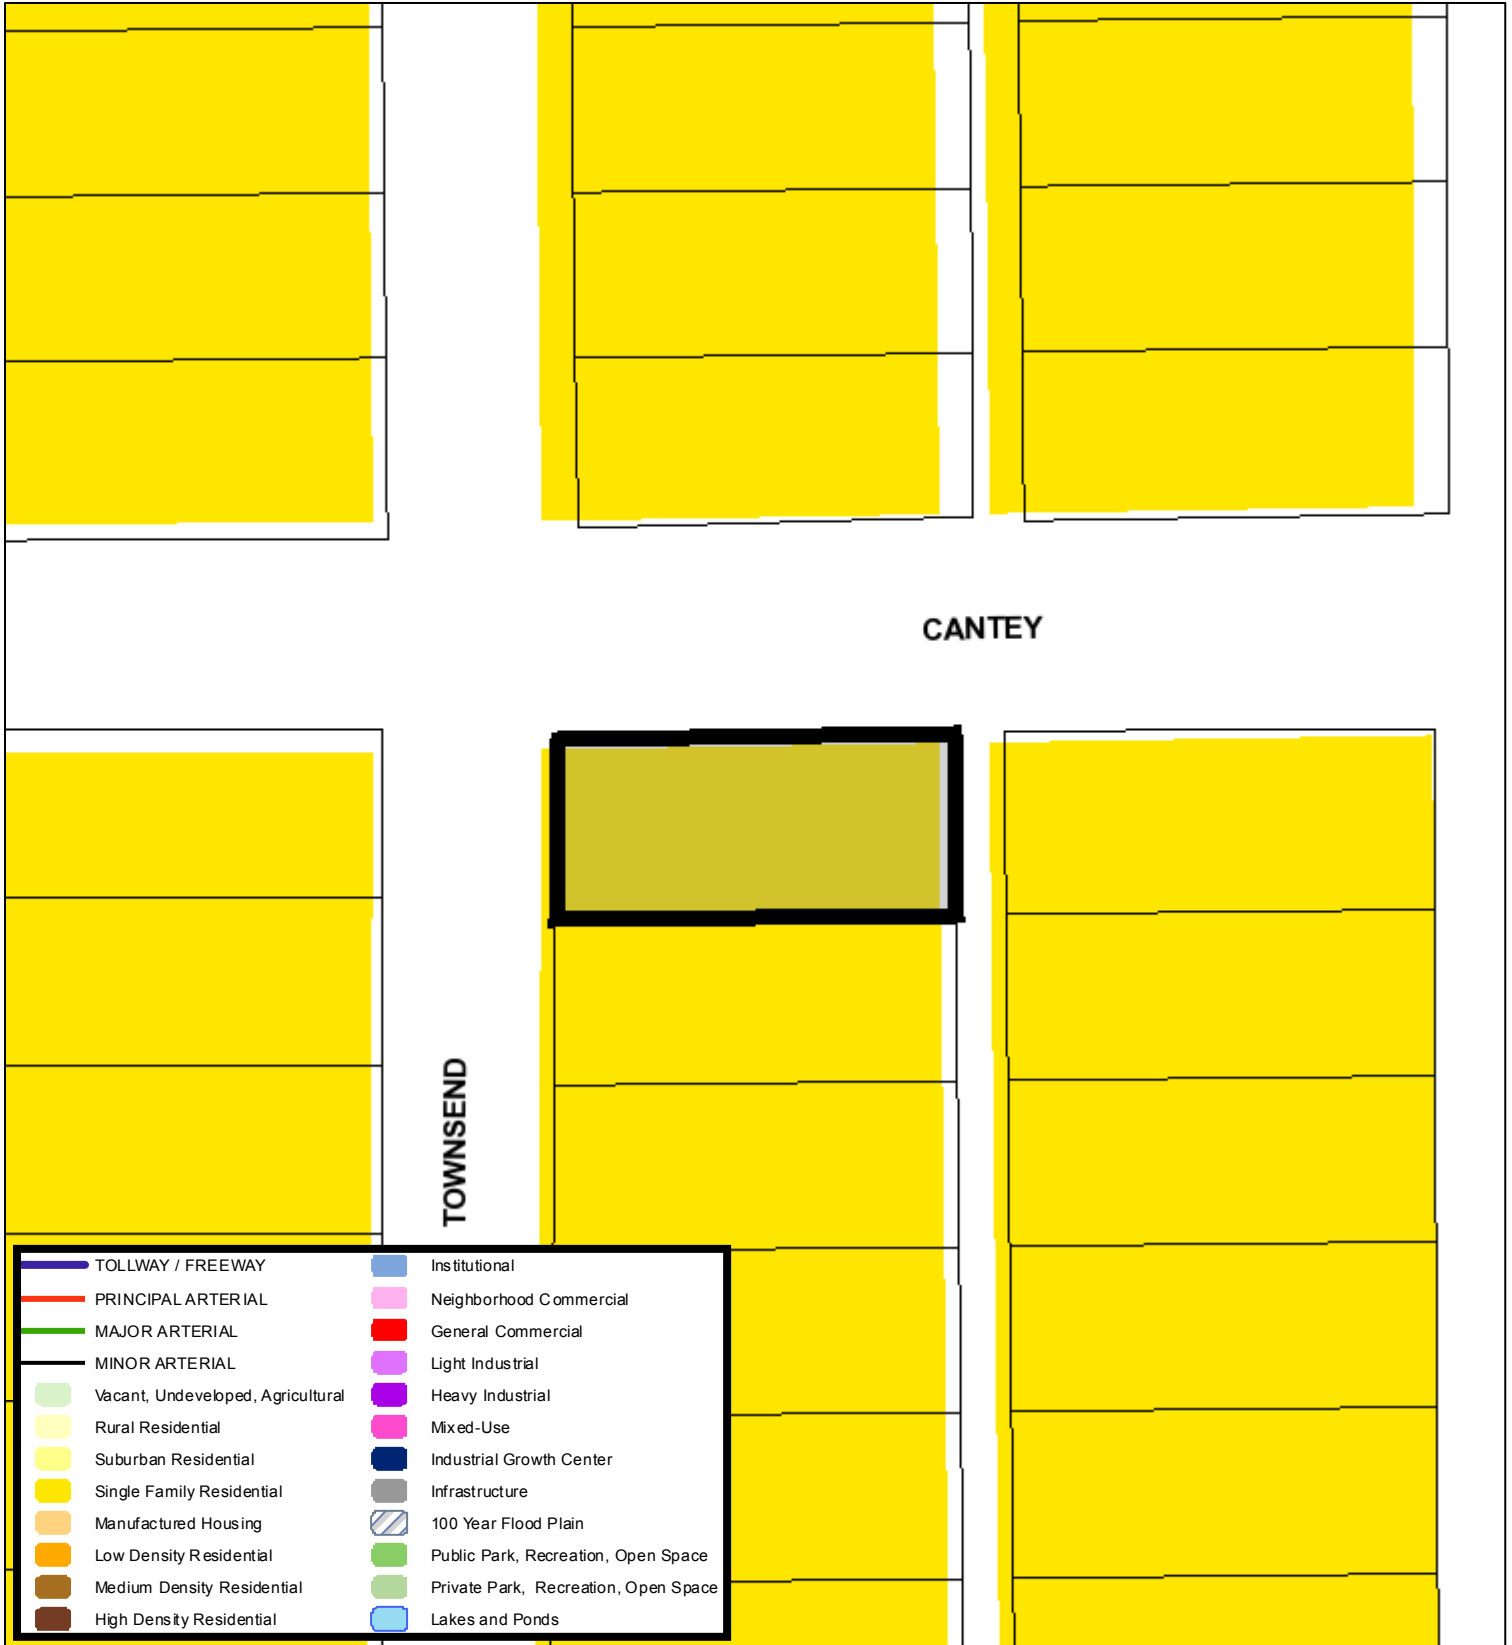 CANTEY
TOWNSEND
TOLLWAY / FREEWAY
PRINCIPAL ARTERIAL
MAJOR ARTERIAL
MINOR ARTERIAL
Vacant, Undeveloped, Agricultural
Rural Residential
Suburban Residential
Single Family Residential
Manufactured Housing
Low Density Residential
Medium Density Residential
High Density Residential
Institutional
Neighborhood Commercial
General Commercial
Light Industrial
Heavy Industrial
Mixed-Use
Industrial Growth Center
Infrastructure
100 Year Flood Plain
Public Park, Recreation, Open Space
Private Park, Recreation, Open Space
Lakes and Ponds